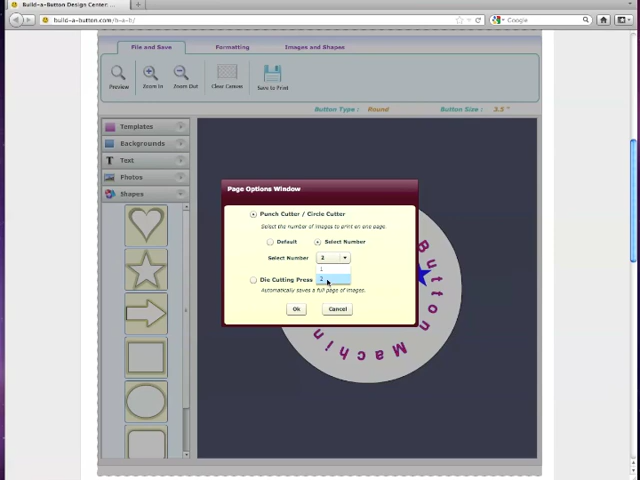 Build-a-Button Design Center: ...
build-a-button.com/b-a-b/
Google
File and Save
Formatting
Images and Shapes
Preview
Zoom In
Zoom Out
Clear Canvas
Save to Print
Button Type : Round
Button Size : 3.5 "
Templates
Backgrounds
Text
Photos
Shapes
Page Options Window
Punch Cutter / Circle Cutter
Select the number of images to print on one page.
Default
Select Number
Select Number
2
1
2
Die Cutting Press
Automatically saves a full page of images.
Ok
Cancel
Button Machin